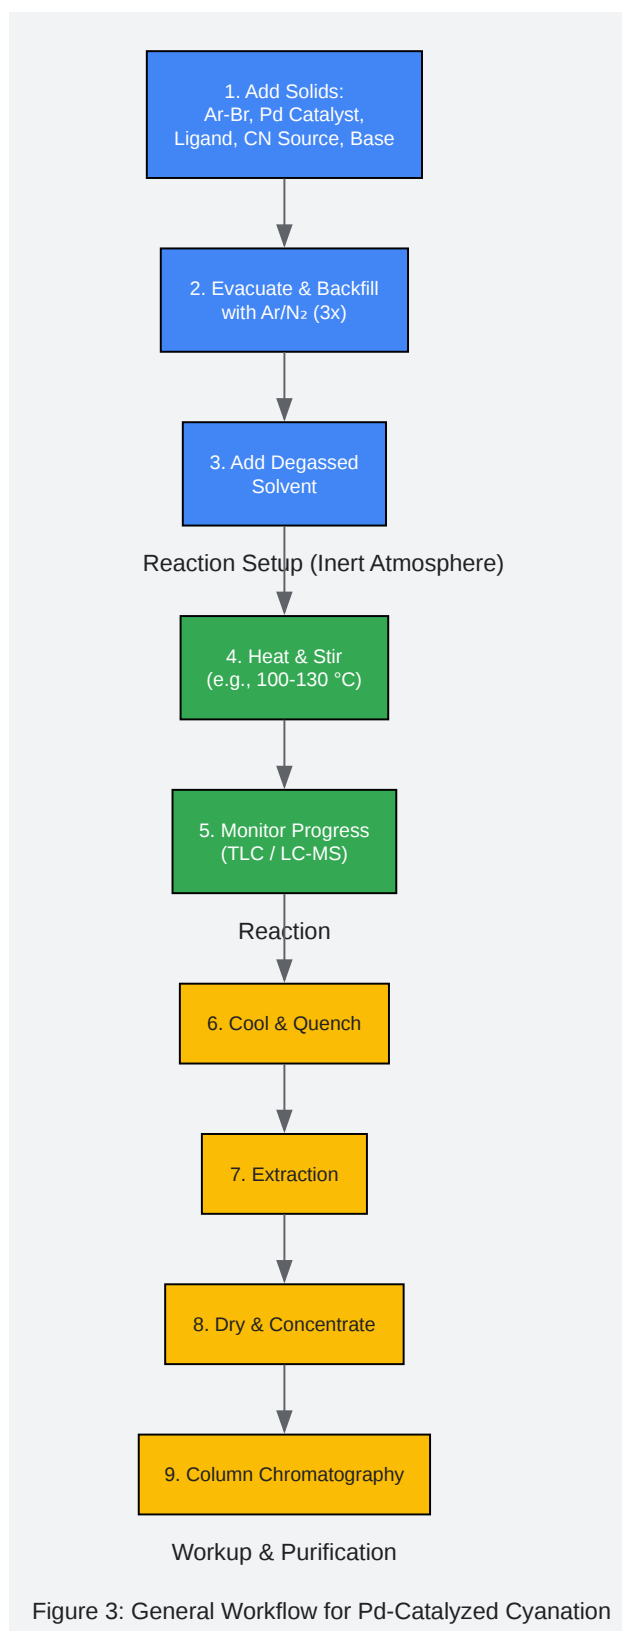 1. Add Solids:
Ar-Br, Pd Catalyst,
Ligand, CN Source, Base
2. Evacuate & Backfill
with Ar/N₂ (3x)
3. Add Degassed
Solvent
Reaction Setup (Inert Atmosphere)
4. Heat & Stir
(e.g., 100-130 °C)
5. Monitor Progress
(TLC / LC-MS)
Reaction
6. Cool & Quench
7. Extraction
8. Dry & Concentrate
9. Column Chromatography
Workup & Purification
Figure 3: General Workflow for Pd-Catalyzed Cyanation